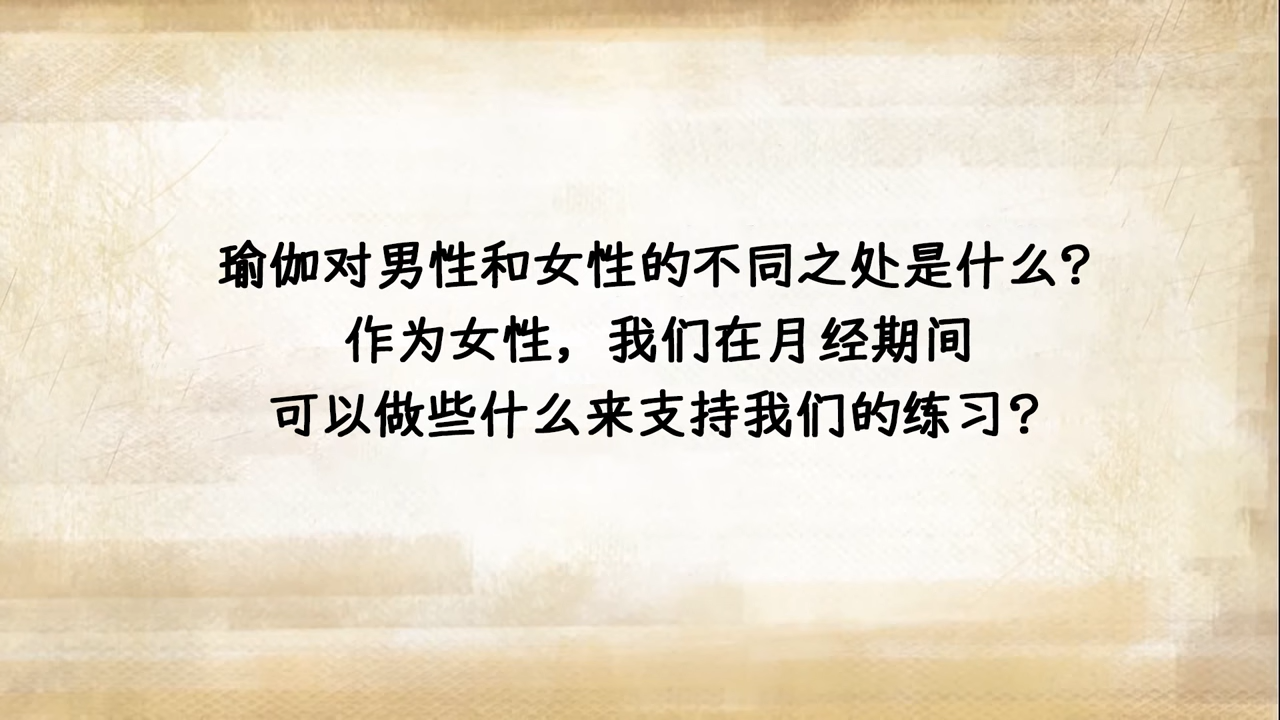 瑜伽对男性和女性的不同之处是什么?
作为女性，我们在月经期间
可以做些什么来支持我们的练习?